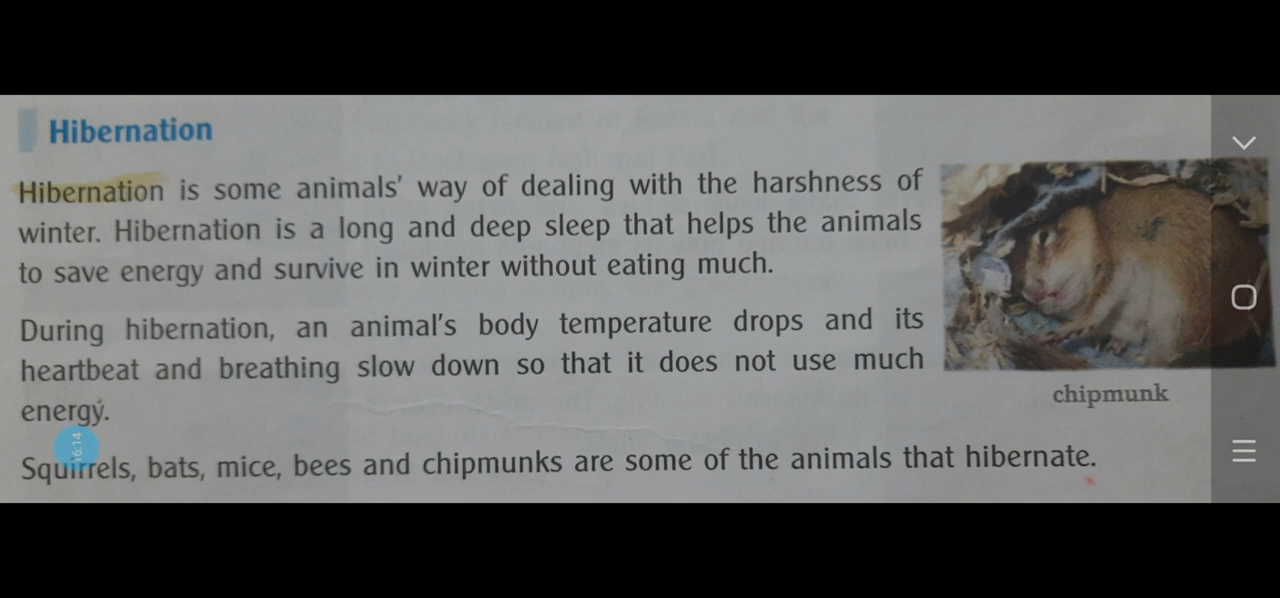 Hibernation
Hibernation is some animals' way of dealing with the harshness of
winter. Hibernation is a long and deep sleep that helps the animals
to save energy and survive in winter without eating much.
During hibernation, an animal's body temperature drops and its
heartbeat and breathing slow down so that it does not use much
energy.
chipmunk
16:14
Squirrels, bats, mice, bees and chipmunks are some of the animals that hibernate.